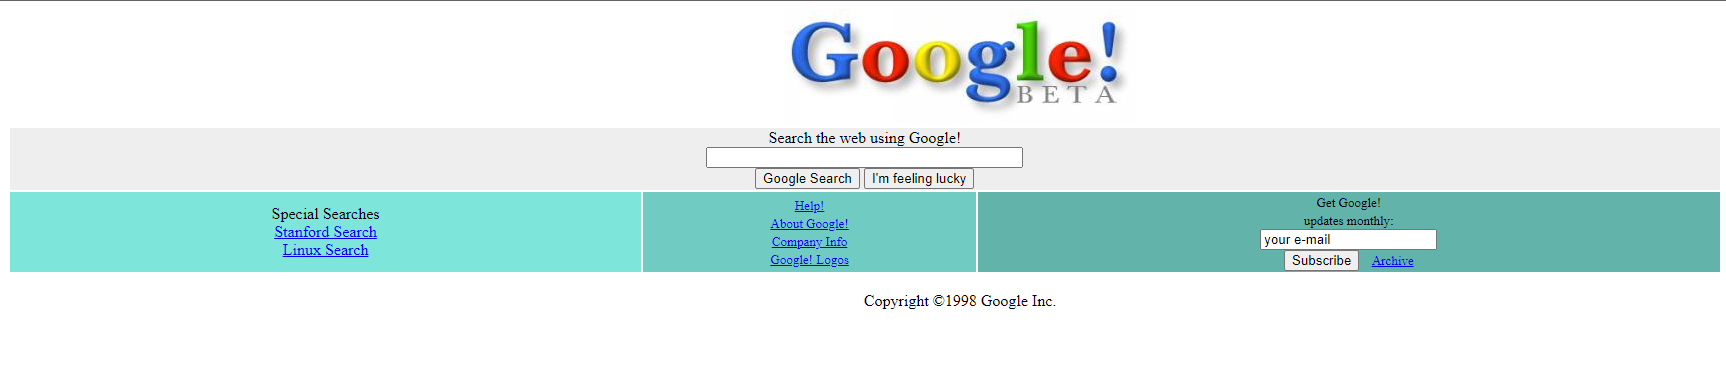 Google!
BETA
Search the web using Google!
Google Search I'm feeling lucky
Special Searches
Stanford Search
Linux Search
Help!
About Google!
Company Info
Google! Logos
Get Google!
updates monthly:
your e-mail
Subscribe Archive
Copyright ©1998 Google Inc.